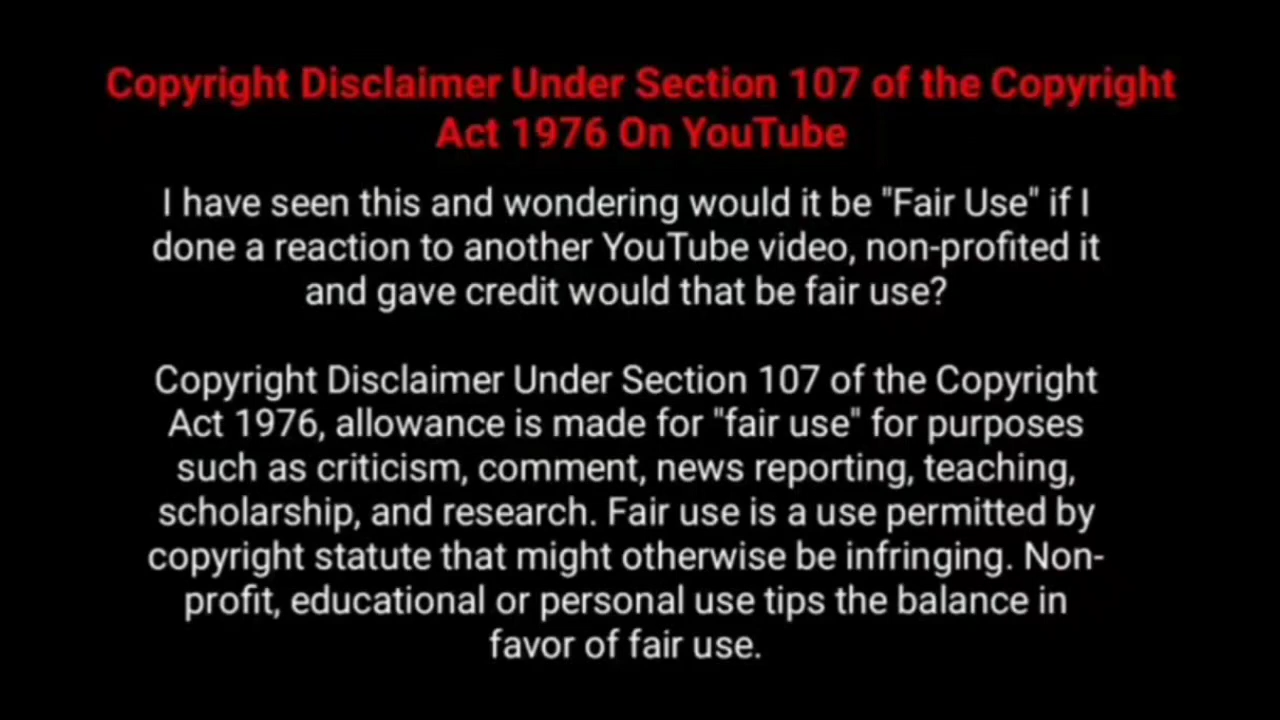 Copyright Disclaimer Under Section 107 of the Copyright
Act 1976 On YouTube
I have seen this and wondering would it be "Fair Use" if I
done a reaction to another YouTube video, non-profited it
and gave credit would that be fair use?
Copyright Disclaimer Under Section 107 of the Copyright
Act 1976, allowance is made for "fair use" for purposes
such as criticism, comment, news reporting, teaching,
scholarship, and research. Fair use is a use permitted by
copyright statute that might otherwise be infringing. Non-
profit, educational or personal use tips the balance in
favor of fair use.